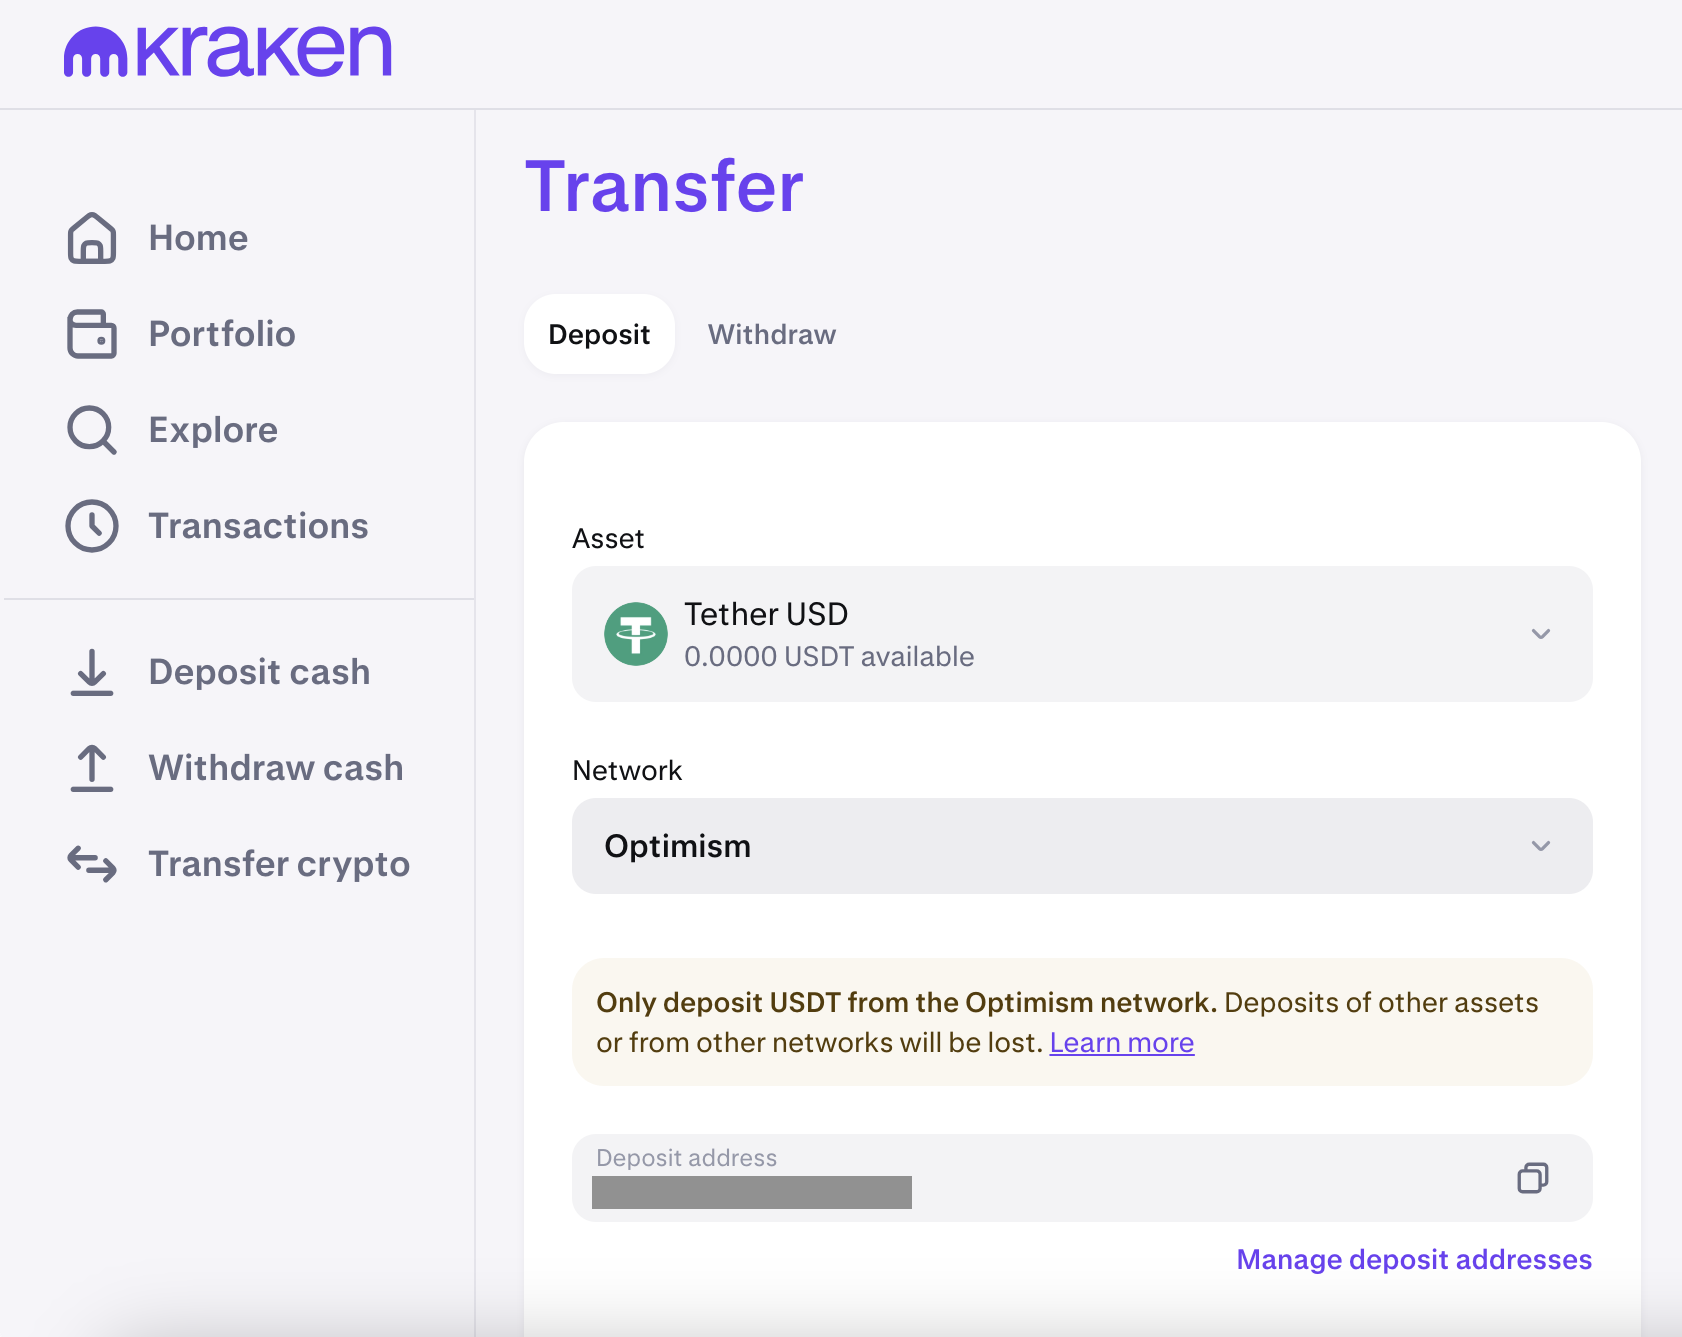 kraken
Transfer
Home
Portfolio
Explore
Transactions
Deposit cash
Withdraw cash
Transfer crypto
Deposit
Withdraw
Asset
Tether USD
0.0000 USDT available
Network
Optimism
Only deposit USDT from the Optimism network. Deposits of other assets
or from other networks will be lost. Learn more
Deposit address
Manage deposit addresses